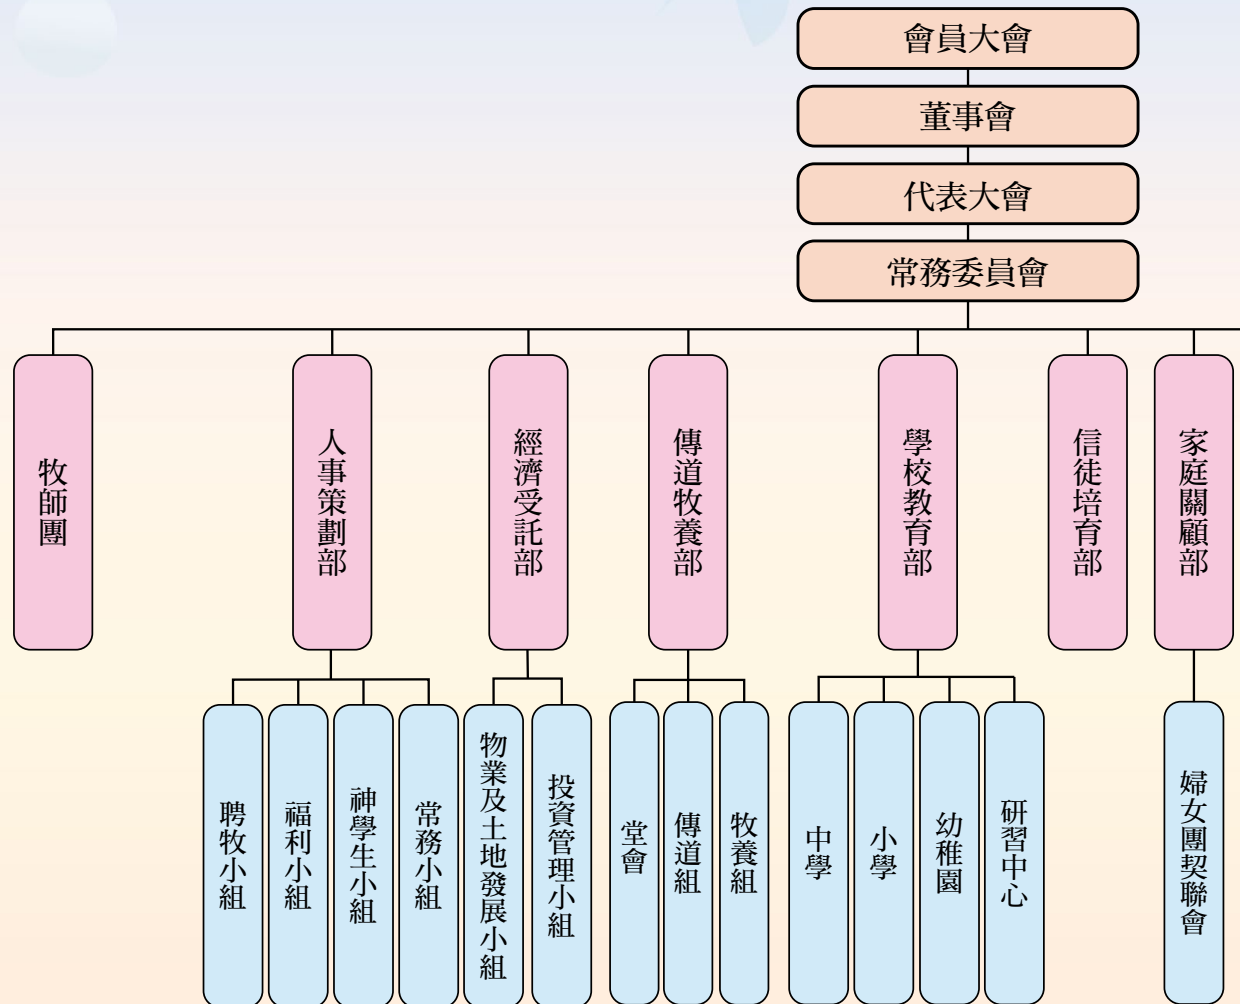 會員大會
董事會
代表大會
常務委員會
牧師團
人事策劃部
經濟受託部
傳道牧養部
學校教育部
信徒培育部
家庭關顧部
聘牧小組
福利小組
神學生小組
常務小組
物業及土地發展小組
投資管理小組
堂會
傳道組
牧養組
中學
小學
幼稚園
研習中心
婦女團契聯會